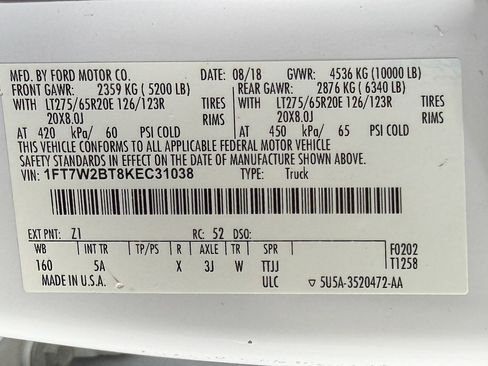 MFD. BY FORD MOTOR CO. DATE: 08/18 GVWR: 4536 KG (10000 LB)
FRONT GAWR: 2359 KG (5200 LB) REAR GAWR: 2876 KG (6340 LB)
WITH LT275/65R20E 126/123R TIRES WITH LT275/65R20E 126/123R TIRES
20X8.0J RIMS 20X8.0J RIMS
AT 420 kPa/ 60 PSI COLD AT 450 kPa/ 65 PSI COLD
THIS VEHICLE CONFORMS TO ALL APPLICABLE FEDERAL MOTOR VEHICLE
SAFETY STANDARDS IN EFFECT ON THE DATE OF MANUFACTURE SHOWN ABOVE.
VIN: 1FT7W2BT8KEC31038 TYPE: Truck
EXT PNT: Z1 RC: 52 DSO:
WB INT TR TP/PS R AXLE TR SPR F0202
160 5A X 3J W TTJJ T1258
MADE IN U.S.A. ULC ▽ 5U5A-3520472-AA